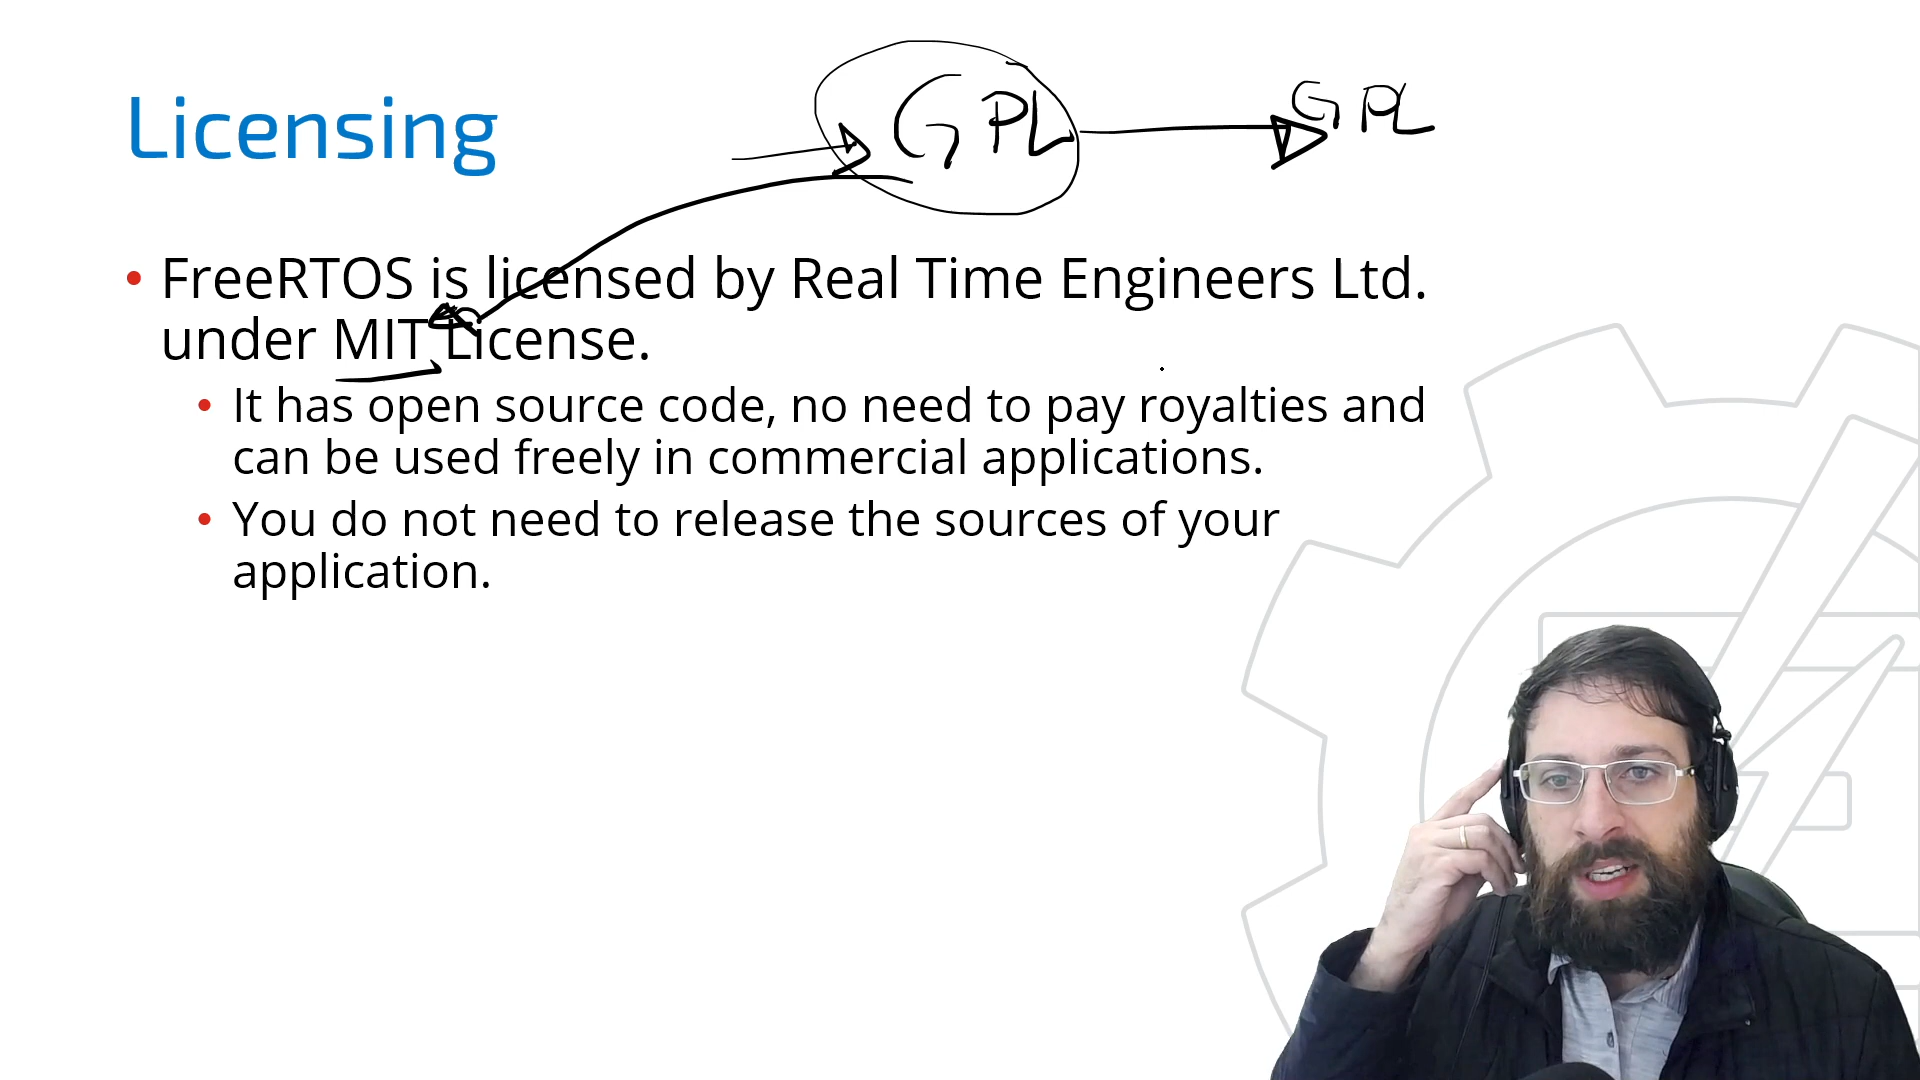 GPL GPL
Licensing
• FreeRTOS is licensed by Real Time Engineers Ltd.
under MIT License.
• It has open source code, no need to pay royalties and
can be used freely in commercial applications.
• You do not need to release the sources of your
application.